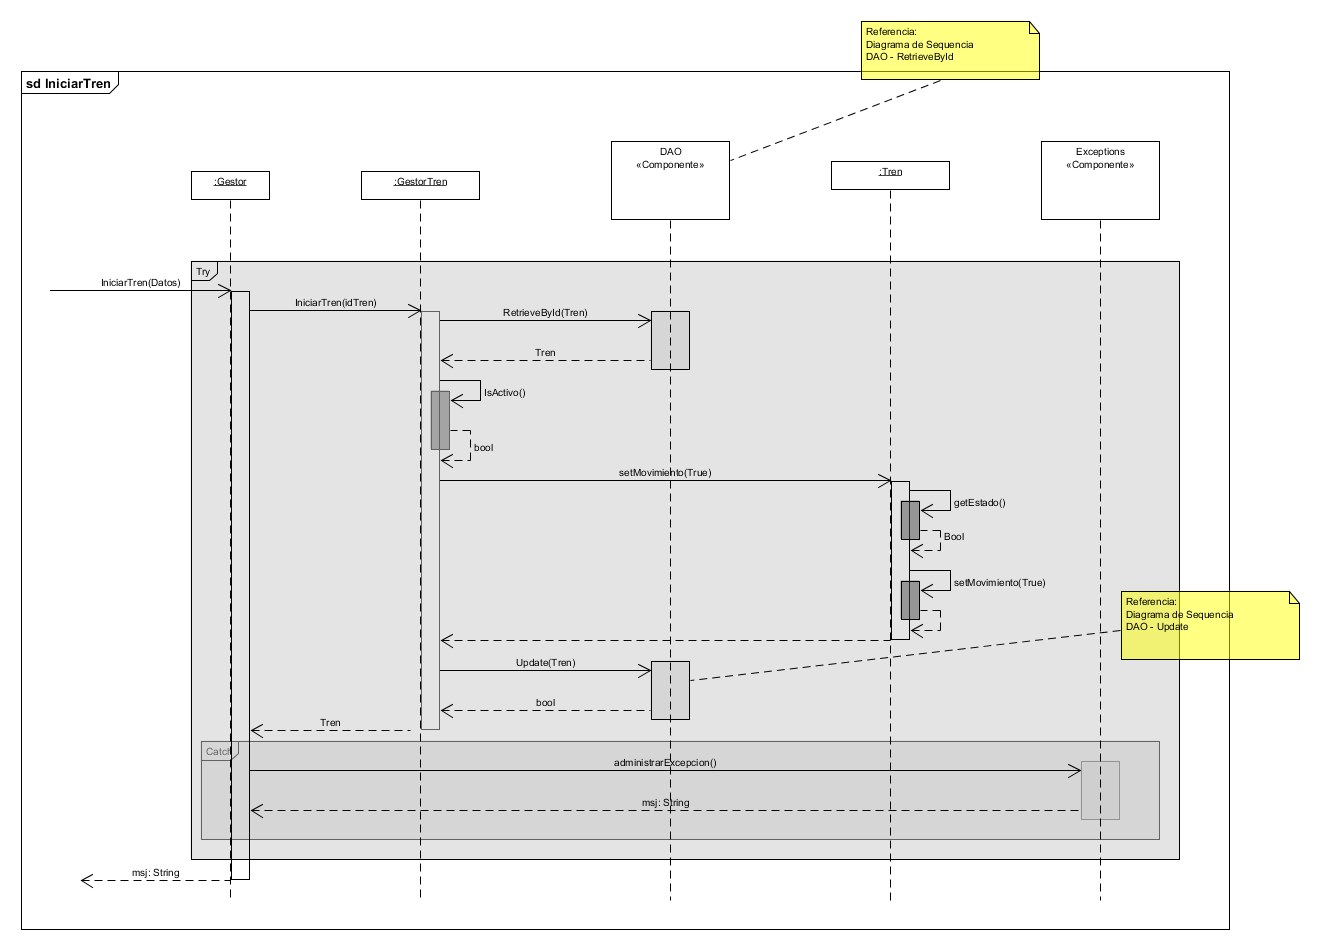 Referencia:
Diagrama de Sequencia
DAO - RetrieveById
sd IniciarTren
:Gestor
:GestorTren
DAO
«Componente»
:Tren
Exceptions
«Componente»
Try
IniciarTren(Datos)
IniciarTren(idTren)
RetrieveById(Tren)
Tren
IsActivo()
bool
setMovimiento(True)
getEstado()
Bool
setMovimiento(True)
Referencia:
Diagrama de Sequencia
DAO - Update
Update(Tren)
bool
Tren
Catch
administrarExcepcion()
msj: String
msj: String